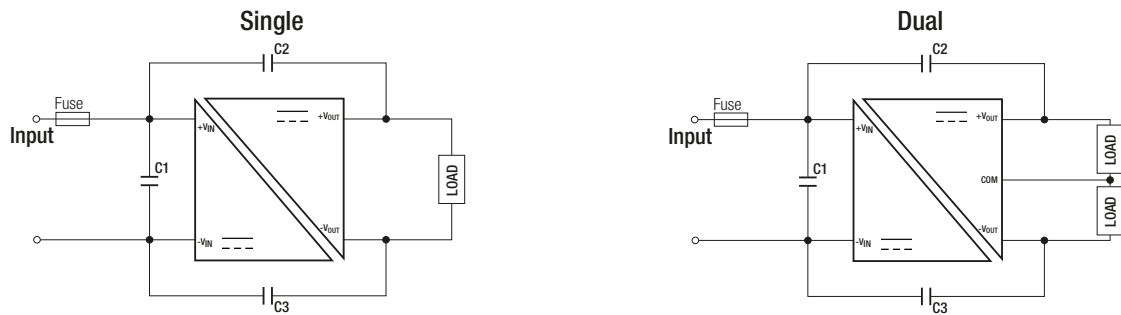 Single
C2
Fuse
+VIN
+VOUT
Input
C1
LOAD
-VIN
-VOUT
C3
Dual
C2
Fuse
+VIN
+VOUT
Input
LOAD
C1
COM
LOAD
-VIN
-VOUT
C3